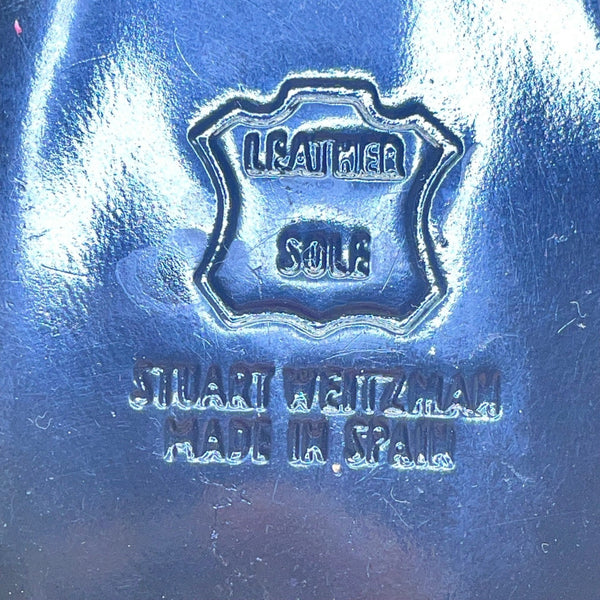 LEATHER
SOLE
STUART WEITZMAN
MADE IN SPAIN